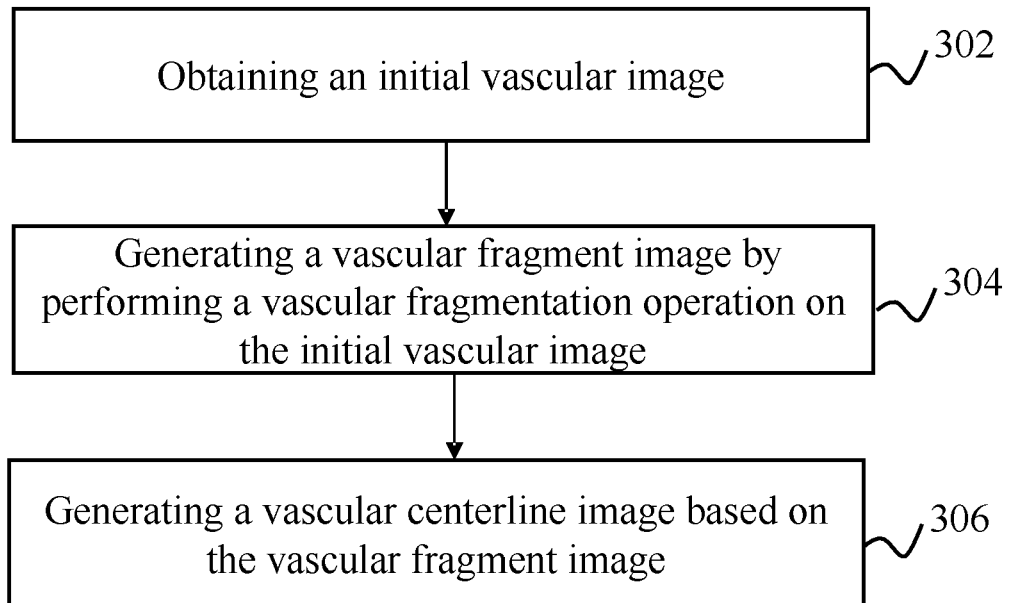 Obtaining an initial vascular image
302
Generating a vascular fragment image by
performing a vascular fragmentation operation on
the initial vascular image
304
Generating a vascular centerline image based on
the vascular fragment image
306